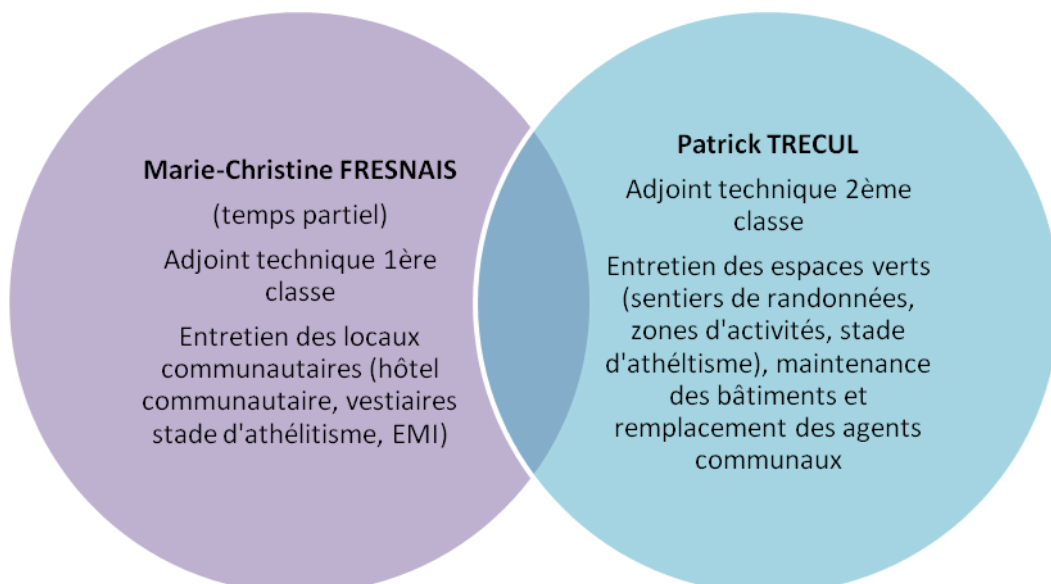 Marie-Christine FRESNAIS
(temps partiel)
Adjoint technique 1ère
classe
Entretien des locaux
communautaires (hôtel
communautaire, vestiaires
stade d'athélitisme, EMI)
Patrick TRECUL
Adjoint technique 2ème
classe
Entretien des espaces verts
(sentiers de randonnées,
zones d'activités, stade
d'athéltisme), maintenance
des bâtiments et
remplacement des agents
communaux